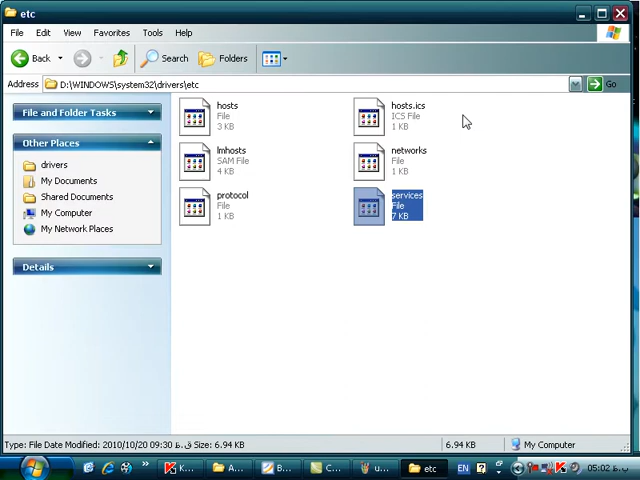 etc
File Edit View Favorites Tools Help
Back Search Folders
Address D:\WINDOWS\system32\drivers\etc Go
File and Folder Tasks
Other Places
drivers
My Documents
Shared Documents
My Computer
My Network Places
Details
hosts
File
3 KB
hosts.ics
ICS File
1 KB
lmhosts
SAM File
4 KB
networks
File
1 KB
protocol
File
1 KB
services
File
7 KB
Type: File Date Modified: 2010/10/20 09:30 ق.ظ Size: 6.94 KB 6.94 KB My Computer
K... A... B... C... u... etc EN 05:02 ق.ظ